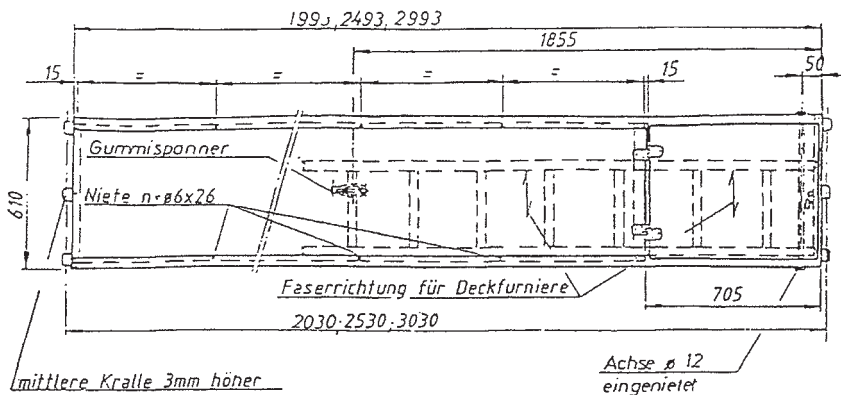 1993, 2493, 2993
1855
15
=
=
=
=
15
50
Gummispanner
610
Niete n÷ø6x26
Faserrichtung für Deckfurniere
705
2030·2530·3030
mittlere Kralle 3mm höher
Achse ø 12
eingenietet